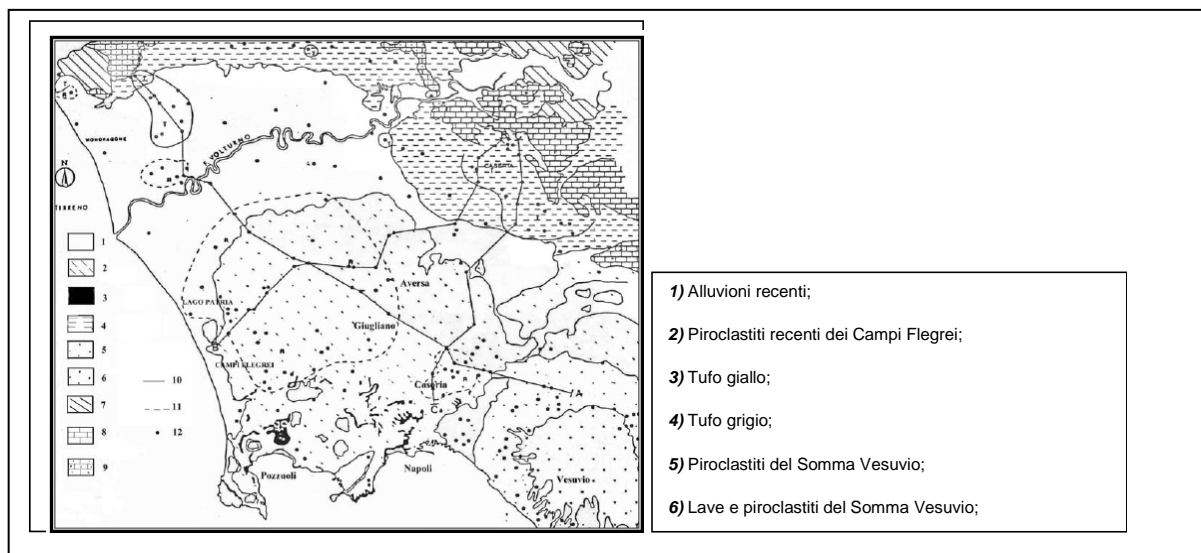 MONDRAGONE
F. VOLTURNO
CASERTA
N
TERRENO
1
2
3
4
5
6
7
8
9
10
11
12
LAGO PATRIA
Aversa
Giugliano
CAMPI FLEGREI
Casoria
A
B
C
Pozzuoli
Napoli
Vesuvio
1) Alluvioni recenti;
2) Piroclastiti recenti dei Campi Flegrei;
3) Tufo giallo;
4) Tufo grigio;
5) Piroclastiti del Somma Vesuvio;
6) Lave e piroclastiti del Somma Vesuvio;